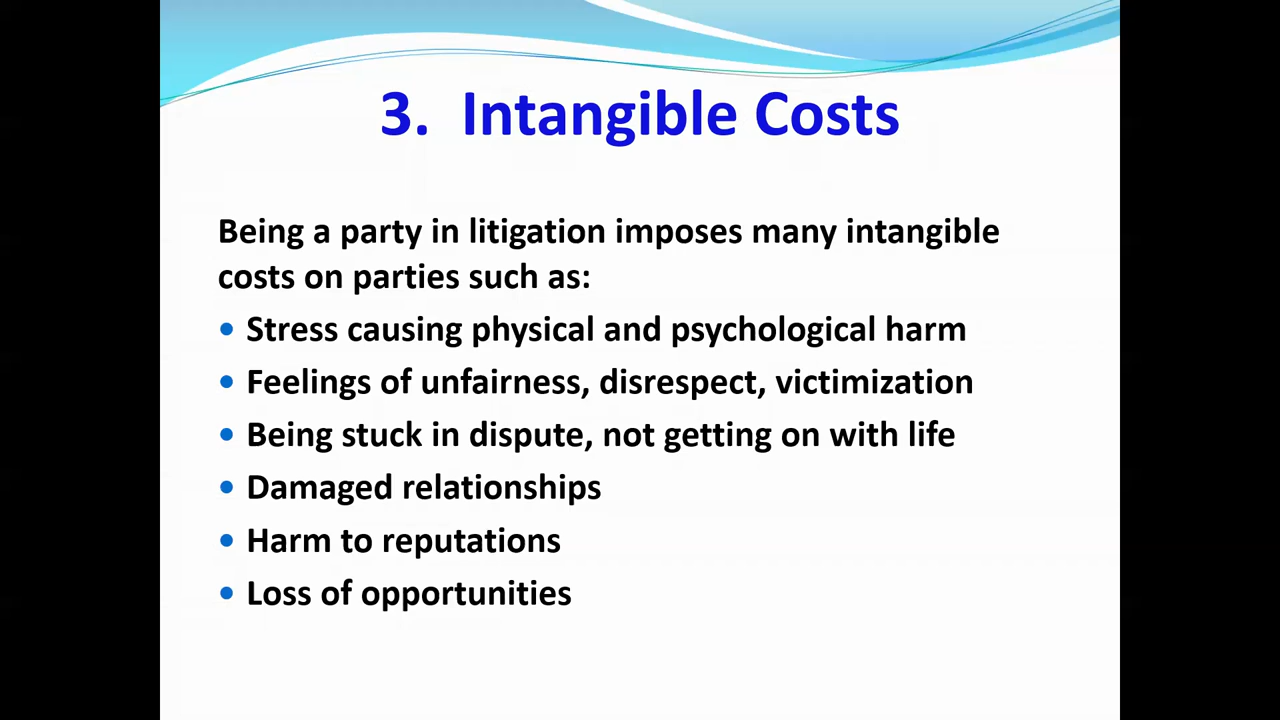 3. Intangible Costs
Being a party in litigation imposes many intangible
costs on parties such as:
• Stress causing physical and psychological harm
• Feelings of unfairness, disrespect, victimization
• Being stuck in dispute, not getting on with life
• Damaged relationships
• Harm to reputations
• Loss of opportunities